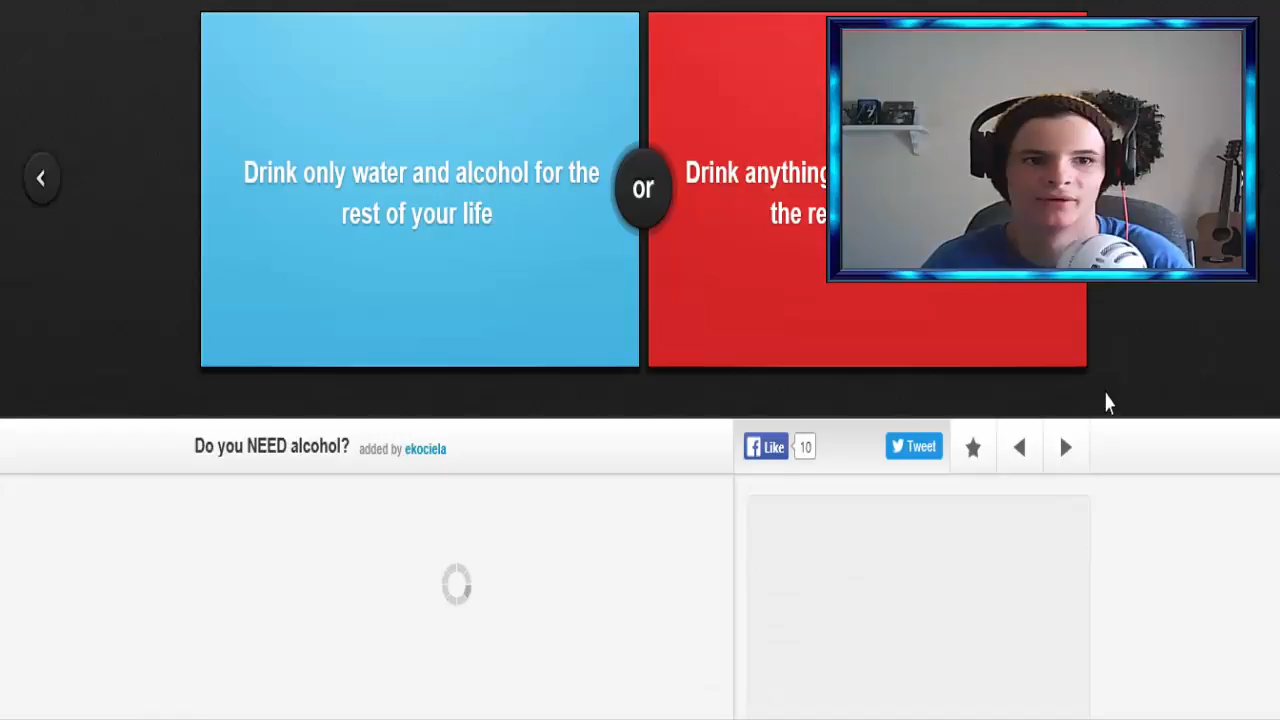 Drink only water and alcohol for the
rest of your life
or
Drink anything
the re
Do you NEED alcohol? added by ekociela
Like 10 Tweet